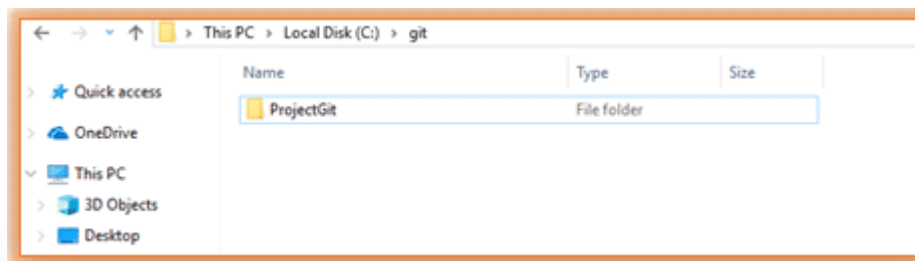 This PC > Local Disk (C:) > git
Name Type Size
Quick access
ProjectGit File folder
OneDrive
This PC
3D Objects
Desktop